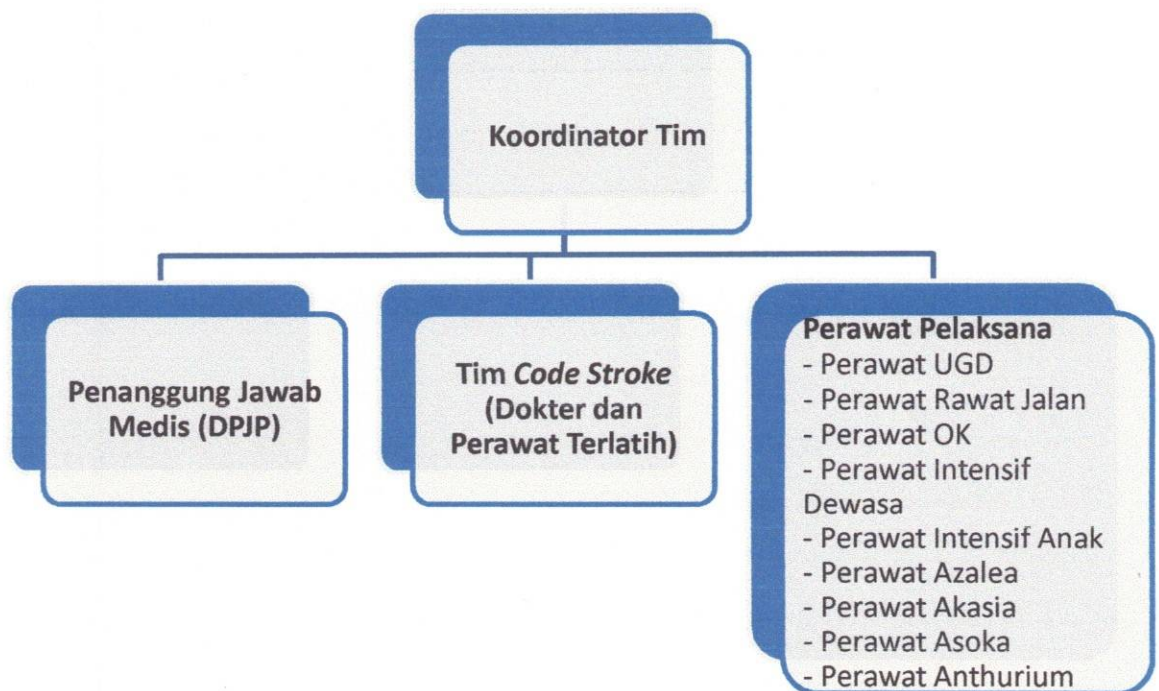 Koordinator Tim
Penanggung Jawab
Medis (DPJP)
Tim Code Stroke
(Dokter dan
Perawat Terlatih)
Perawat Pelaksana
- Perawat UGD
- Perawat Rawat Jalan
- Perawat OK
- Perawat Intensif
Dewasa
- Perawat Intensif Anak
- Perawat Azalea
- Perawat Akasia
- Perawat Asoka
- Perawat Anthurium